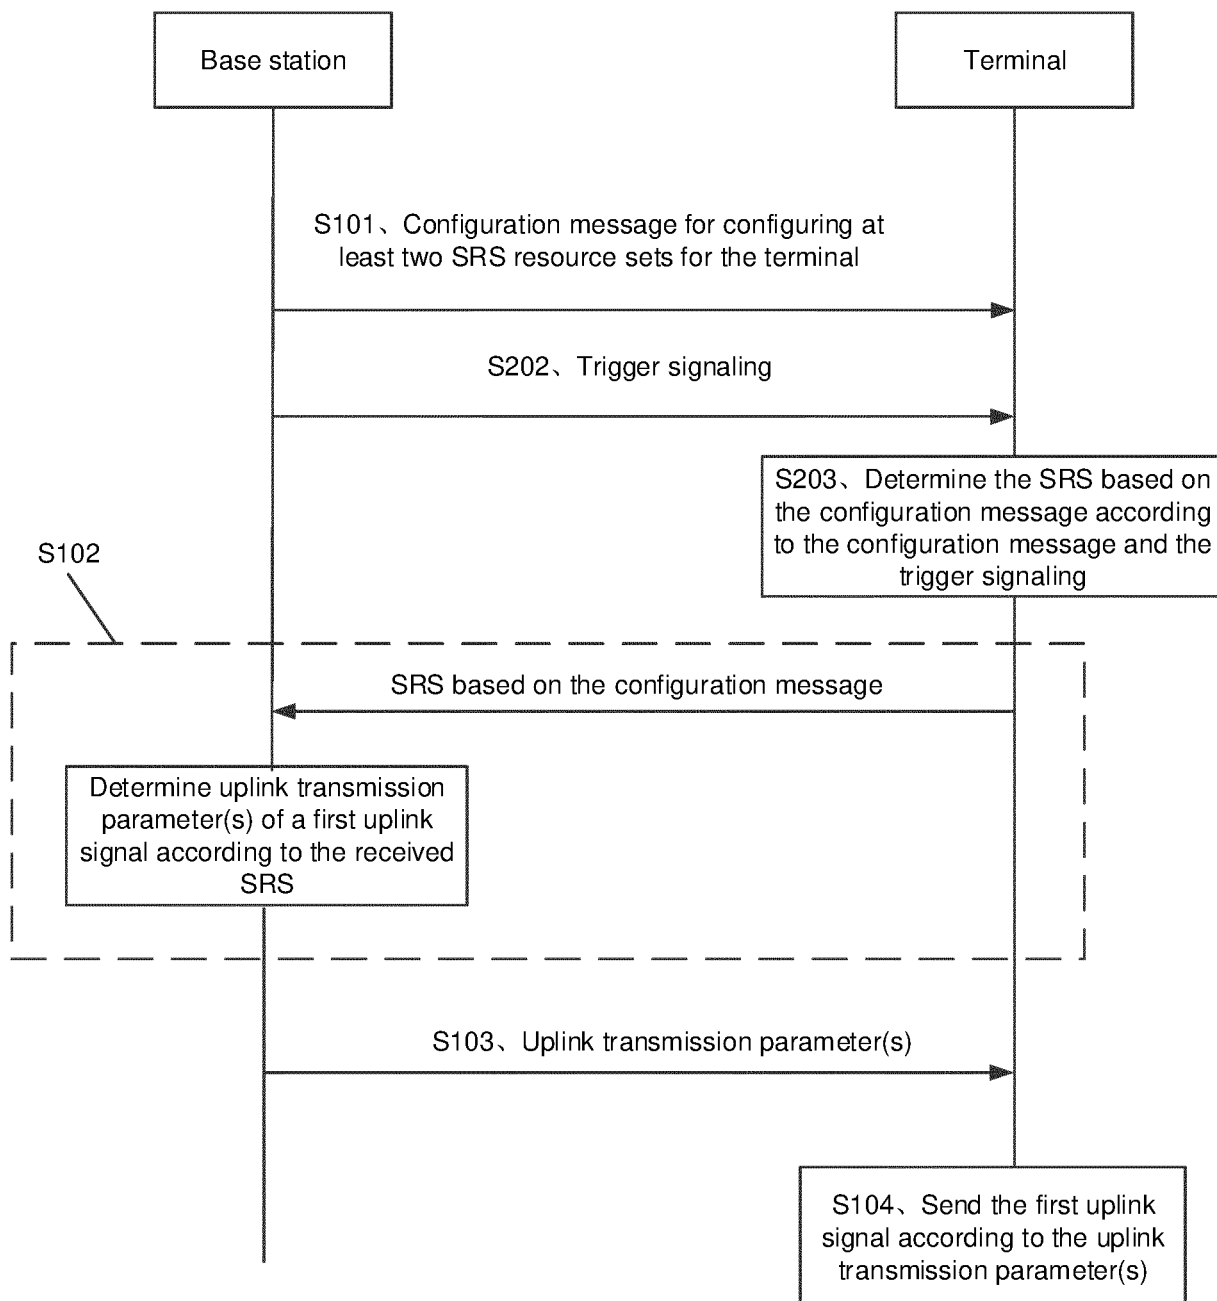 Base station
Terminal
S101、Configuration message for configuring at
least two SRS resource sets for the terminal
S202、Trigger signaling
S203、Determine the SRS based on
the configuration message according
to the configuration message and the
trigger signaling
S102
SRS based on the configuration message
Determine uplink transmission
parameter(s) of a first uplink
signal according to the received
SRS
S103、Uplink transmission parameter(s)
S104、Send the first uplink
signal according to the uplink
transmission parameter(s)